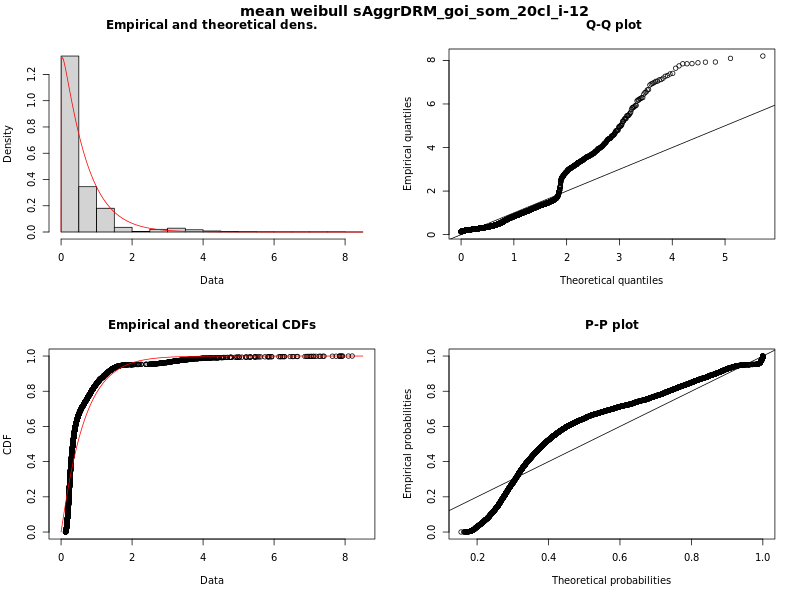 mean weibull sAggrDRM_goi_som_20cl_i-12
Empirical and theoretical dens.
Density
0.0 0.2 0.4 0.6 0.8 1.0 1.2
0 2 4 6 8
Data
Q-Q plot
Empirical quantiles
0 2 4 6 8
0 1 2 3 4 5
Theoretical quantiles
Empirical and theoretical CDFs
CDF
0.0 0.2 0.4 0.6 0.8 1.0
0 2 4 6 8
Data
P-P plot
Empirical probabilities
0.0 0.2 0.4 0.6 0.8 1.0
0.2 0.4 0.6 0.8 1.0
Theoretical probabilities